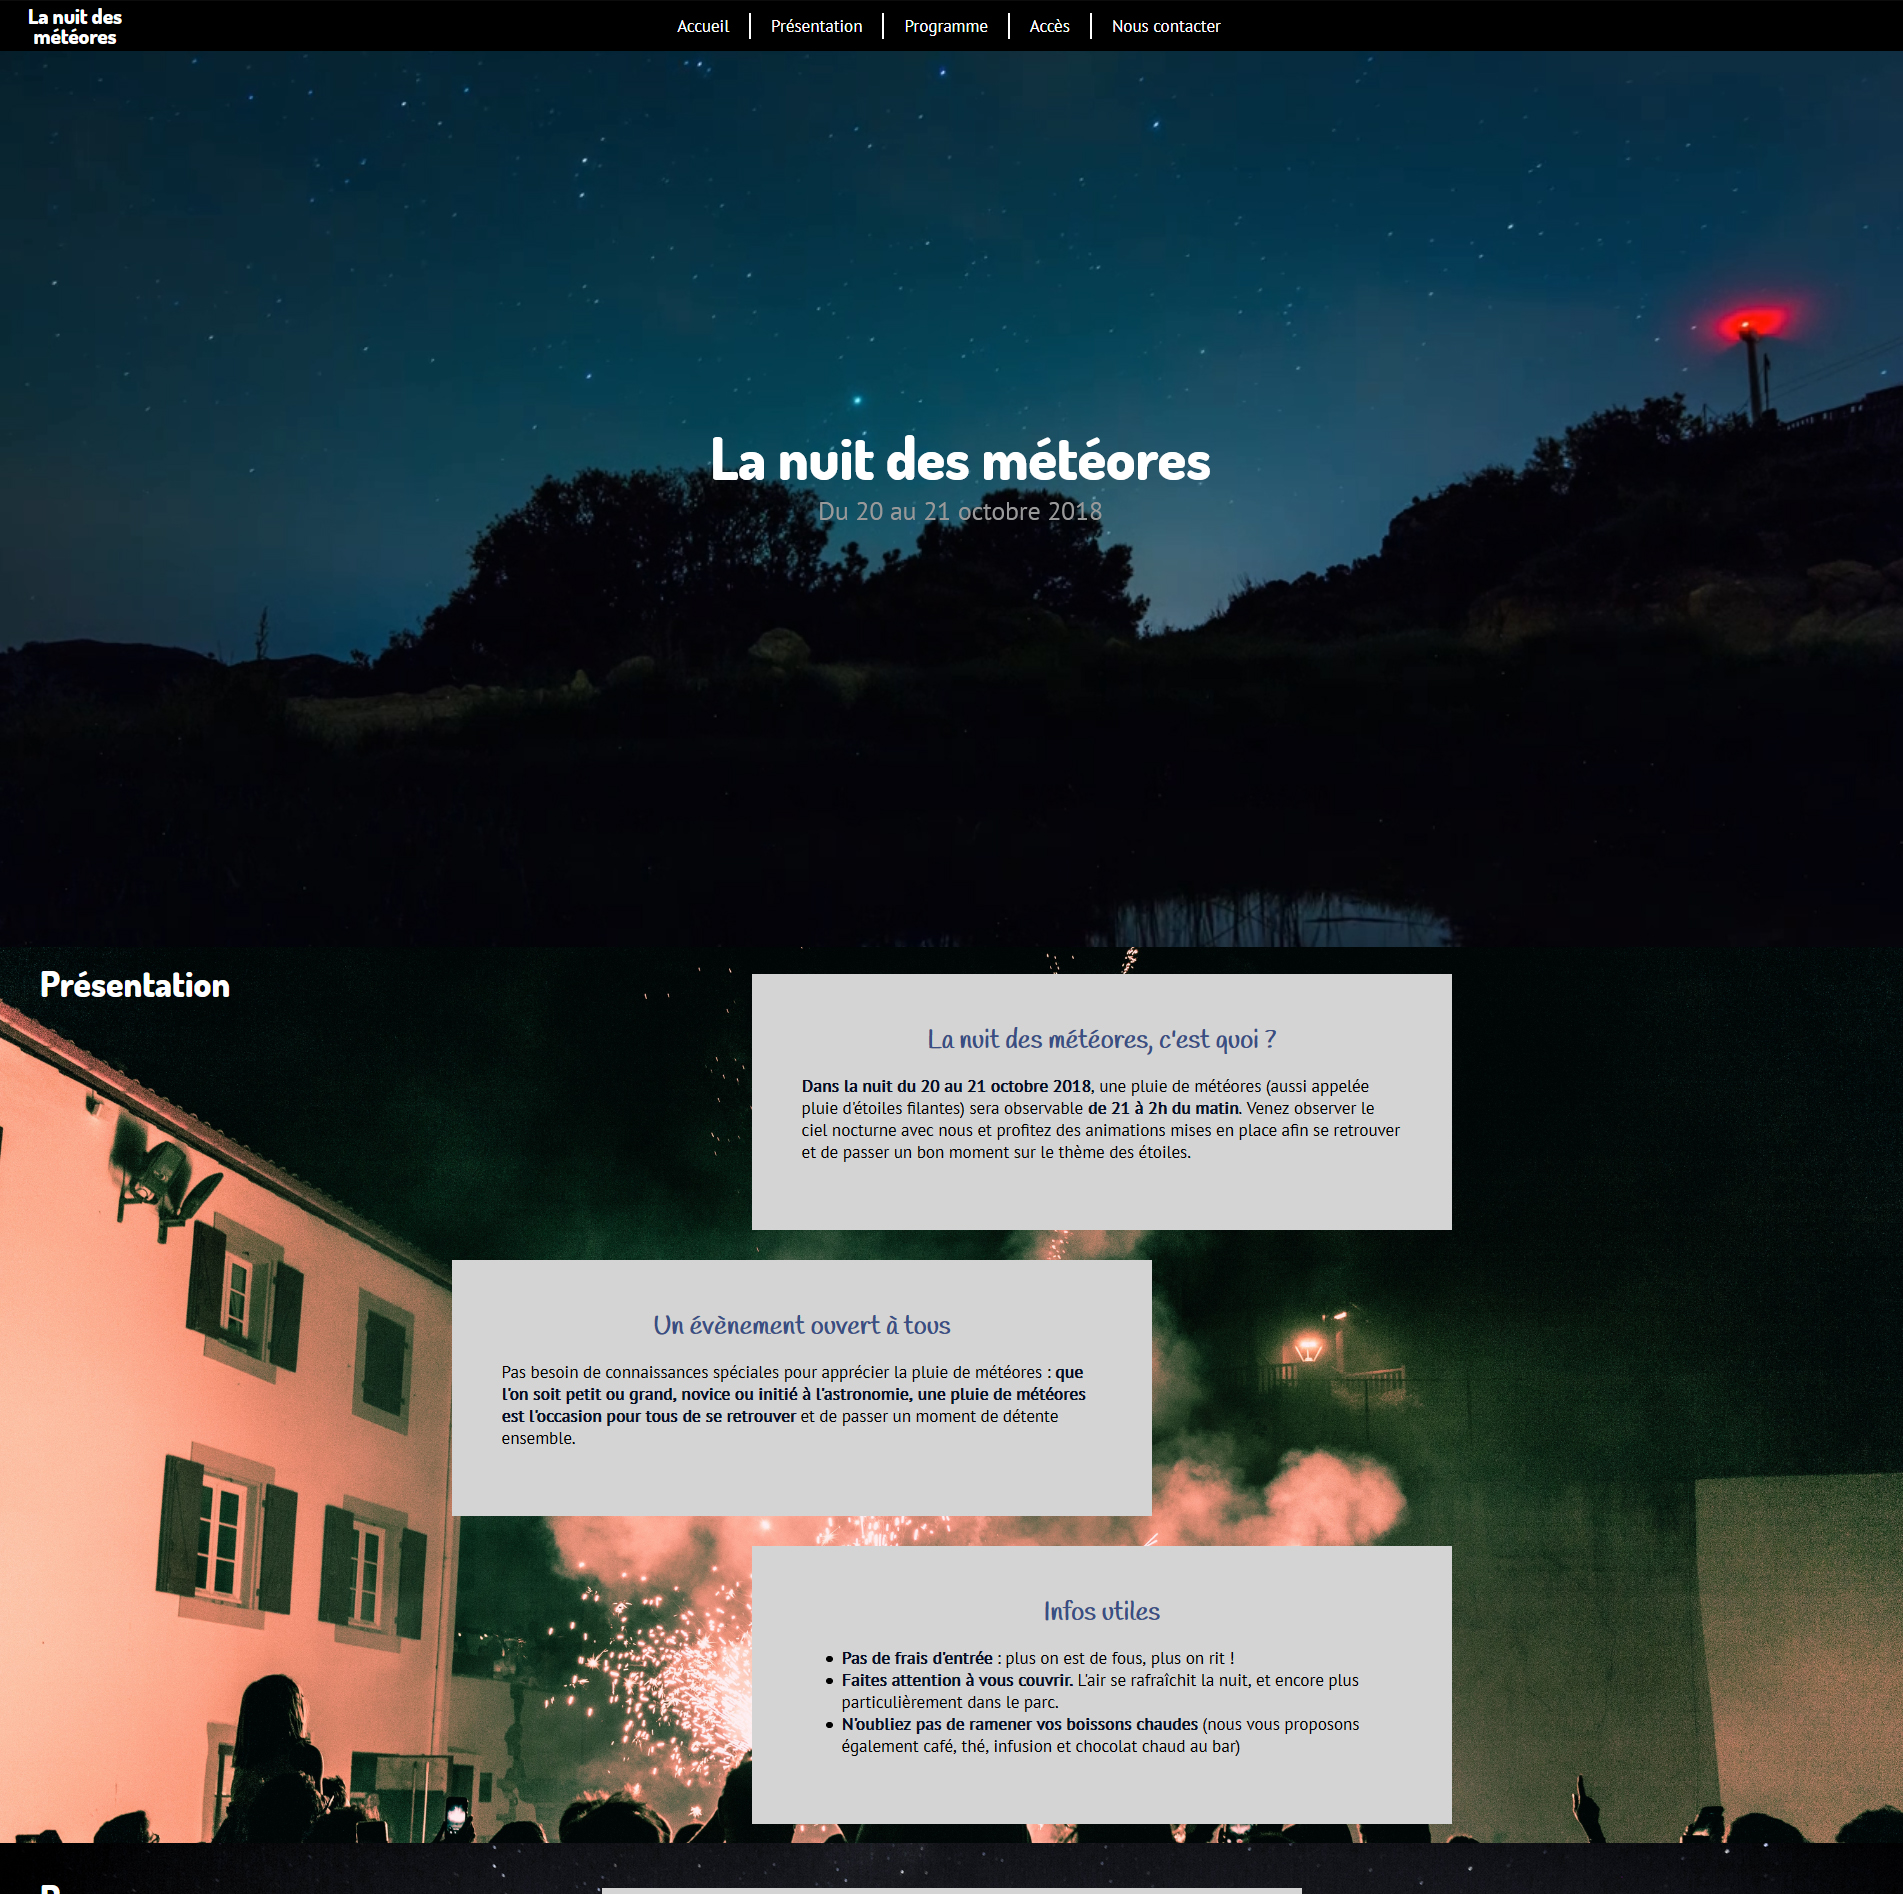 La nuit des
météores
Accueil
Présentation
Programme
Accès
Nous contacter
La nuit des météores
Du 20 au 21 octobre 2018
Présentation
La nuit des météores, c'est quoi ?
Dans la nuit du 20 au 21 octobre 2018, une pluie de météores (aussi appelée
pluie d'étoiles filantes) sera observable de 21 à 2h du matin. Venez observer le
ciel nocturne avec nous et profitez des animations mises en place afin se retrouver
et de passer un bon moment sur le thème des étoiles.
Un évènement ouvert à tous
Pas besoin de connaissances spéciales pour apprécier la pluie de météores : que
l'on soit petit ou grand, novice ou initié à l'astronomie, une pluie de météores
est l'occasion pour tous de se retrouver et de passer un moment de détente
ensemble.
Infos utiles
• Pas de frais d'entrée : plus on est de fous, plus on rit !
• Faites attention à vous couvrir. L'air se rafraîchit la nuit, et encore plus
particulièrement dans le parc.
• N'oubliez pas de ramener vos boissons chaudes (nous vous proposons
également café, thé, infusion et chocolat chaud au bar)